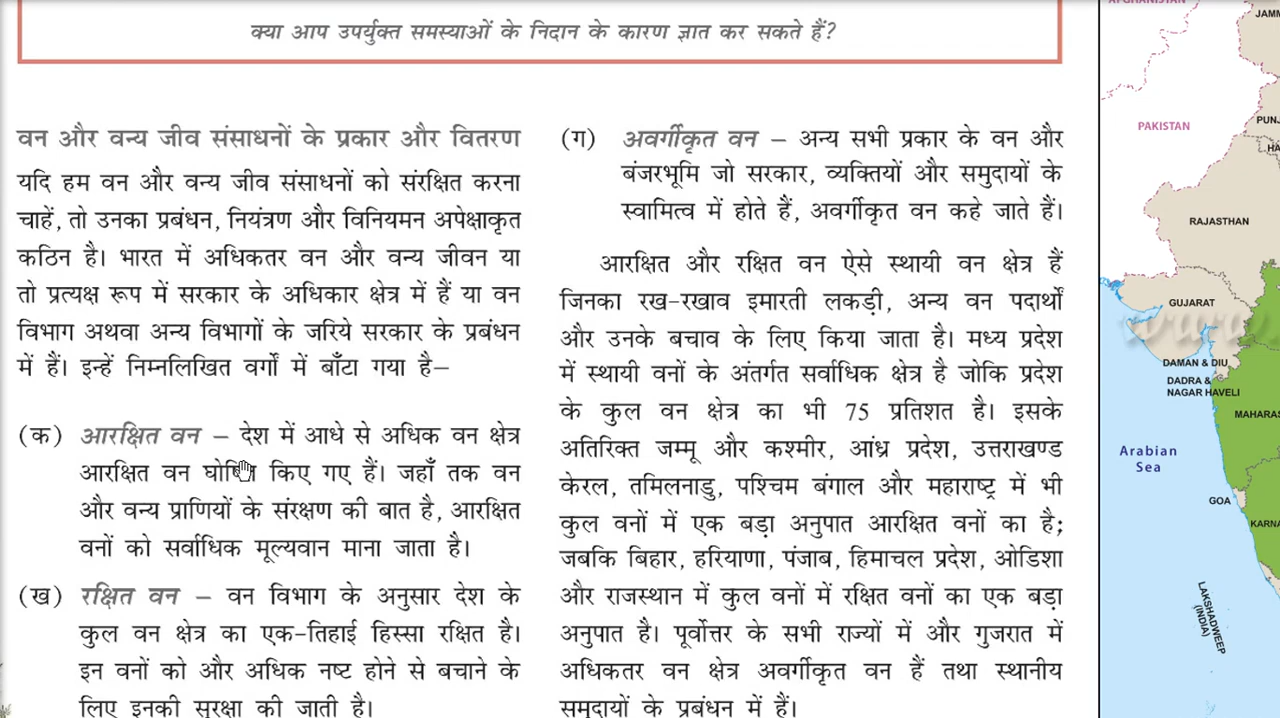 क्या आप उपर्युक्त समस्याओं के निदान के कारण ज्ञात कर सकते हैं?
वन और वन्य जीव संसाधनों के प्रकार और वितरण
यदि हम वन और वन्य जीव संसाधनों को संरक्षित करना
चाहें, तो उनका प्रबंधन, नियंत्रण और विनियमन अपेक्षाकृत
कठिन है। भारत में अधिकतर वन और वन्य जीवन या
तो प्रत्यक्ष रूप में सरकार के अधिकार क्षेत्र में हैं या वन
विभाग अथवा अन्य विभागों के जरिये सरकार के प्रबंधन
में हैं। इन्हें निम्नलिखित वर्गों में बाँटा गया है–
(क) आरक्षित वन – देश में आधे से अधिक वन क्षेत्र
आरक्षित वन घोषित किए गए हैं। जहाँ तक वन
और वन्य प्राणियों के संरक्षण की बात है, आरक्षित
वनों को सर्वाधिक मूल्यवान माना जाता है।
(ख) रक्षित वन – वन विभाग के अनुसार देश के
कुल वन क्षेत्र का एक-तिहाई हिस्सा रक्षित है।
इन वनों को और अधिक नष्ट होने से बचाने के
लिए इनकी सुरक्षा की जाती है।
(ग) अवर्गीकृत वन – अन्य सभी प्रकार के वन और
बंजरभूमि जो सरकार, व्यक्तियों और समुदायों के
स्वामित्व में होते हैं, अवर्गीकृत वन कहे जाते हैं।
आरक्षित और रक्षित वन ऐसे स्थायी वन क्षेत्र हैं
जिनका रख-रखाव इमारती लकड़ी, अन्य वन पदार्थों
और उनके बचाव के लिए किया जाता है। मध्य प्रदेश
में स्थायी वनों के अंतर्गत सर्वाधिक क्षेत्र है जोकि प्रदेश
के कुल वन क्षेत्र का भी 75 प्रतिशत है। इसके
अतिरिक्त जम्मू और कश्मीर, आंध्र प्रदेश, उत्तराखण्ड
केरल, तमिलनाडु, पश्चिम बंगाल और महाराष्ट्र में भी
कुल वनों में एक बड़ा अनुपात आरक्षित वनों का है;
जबकि बिहार, हरियाणा, पंजाब, हिमाचल प्रदेश, ओडिशा
और राजस्थान में कुल वनों में रक्षित वनों का एक बड़ा
अनुपात है। पूर्वोत्तर के सभी राज्यों में और गुजरात में
अधिकतर वन क्षेत्र अवर्गीकृत वन हैं तथा स्थानीय
समुदायों के प्रबंधन में हैं।
AFGHANISTAN
JAMM
PAKISTAN
PUNJ
HA
RAJASTHAN
GUJARAT
DAMAN & DIU
DADRA &
NAGAR HAVELI
MAHARAS
Arabian
Sea
GOA
KARNA
LAKSHADWEEP
(INDIA)